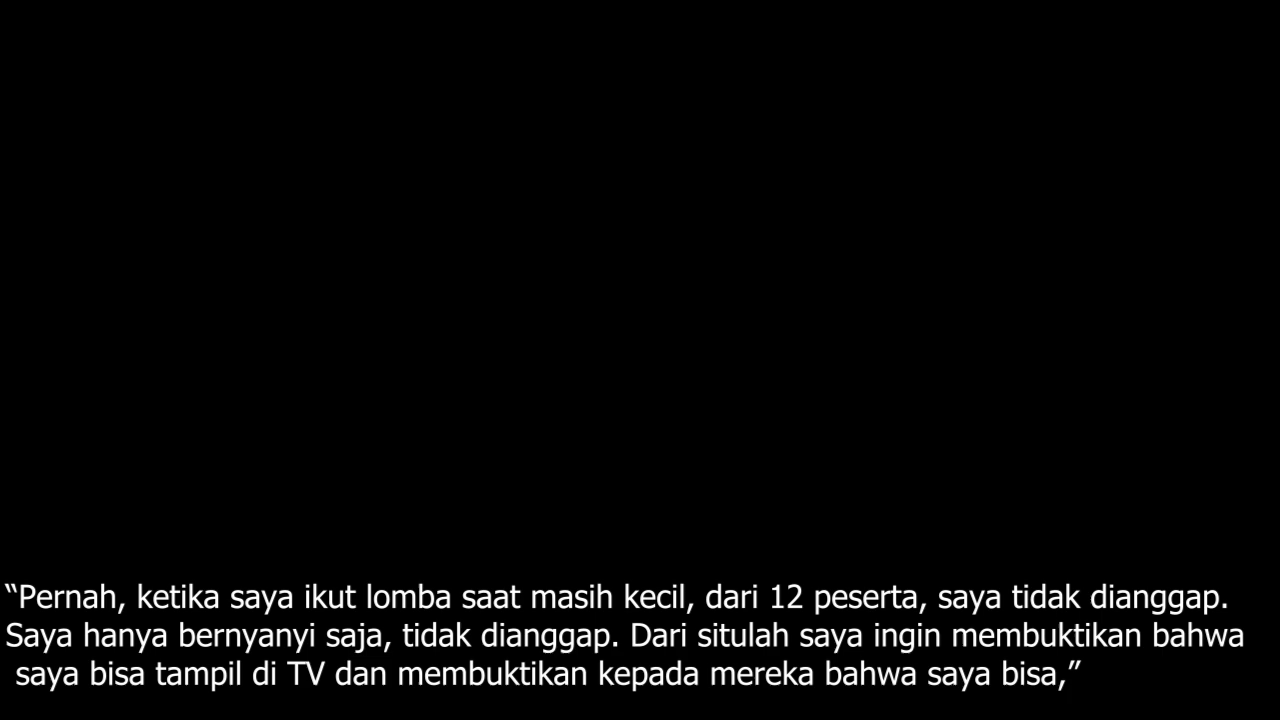 “Pernah, ketika saya ikut lomba saat masih kecil, dari 12 peserta, saya tidak dianggap.
Saya hanya bernyanyi saja, tidak dianggap. Dari situlah saya ingin membuktikan bahwa
saya bisa tampil di TV dan membuktikan kepada mereka bahwa saya bisa,”